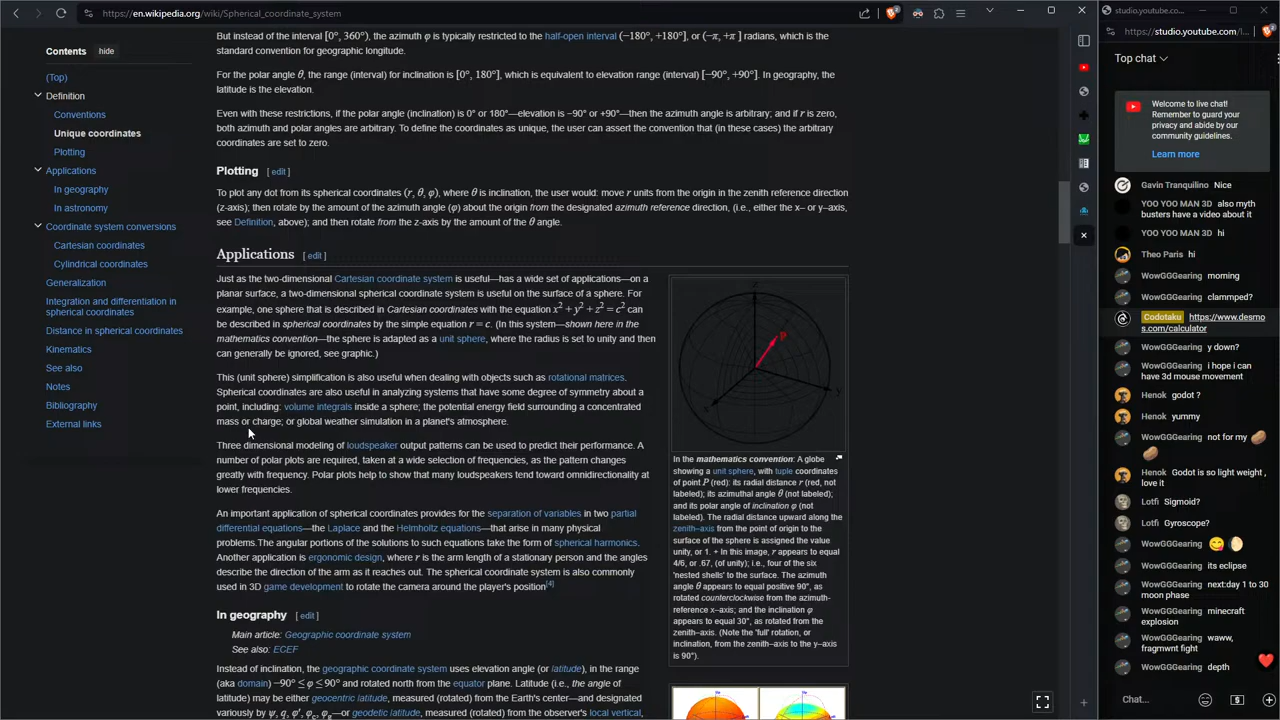 https://en.wikipedia.org/wiki/Spherical_coordinate_system
studio.youtube.co...
https://studio.youtube.com/l...
Contents hide
(Top)
Definition
Conventions
Unique coordinates
Plotting
Applications
In geography
In astronomy
Coordinate system conversions
Cartesian coordinates
Cylindrical coordinates
Generalization
Integration and differentiation in
spherical coordinates
Distance in spherical coordinates
Kinematics
See also
Notes
Bibliography
External links
But instead of the interval [0°, 360°), the azimuth φ is typically restricted to the half-open interval (−180°, +180°], or (−π, +π ] radians, which is the
standard convention for geographic longitude.
For the polar angle θ, the range (interval) for inclination is [0°, 180°], which is equivalent to elevation range (interval) [−90°, +90°]. In geography, the
latitude is the elevation.
Even with these restrictions, if the polar angle (inclination) is 0° or 180°—elevation is −90° or +90°—then the azimuth angle is arbitrary; and if r is zero,
both azimuth and polar angles are arbitrary. To define the coordinates as unique, the user can assert the convention that (in these cases) the arbitrary
coordinates are set to zero.
Plotting [ edit ]
To plot any dot from its spherical coordinates (r, θ, φ), where θ is inclination, the user would: move r units from the origin in the zenith reference direction
(z-axis); then rotate by the amount of the azimuth angle (φ) about the origin from the designated azimuth reference direction, (i.e., either the x– or y–axis,
see Definition, above); and then rotate from the z-axis by the amount of the θ angle.
Applications [ edit ]
Just as the two-dimensional Cartesian coordinate system is useful—has a wide set of applications—on a
planar surface, a two-dimensional spherical coordinate system is useful on the surface of a sphere. For
example, one sphere that is described in Cartesian coordinates with the equation x² + y² + z² = c² can
be described in spherical coordinates by the simple equation r = c. (In this system—shown here in the
mathematics convention—the sphere is adapted as a unit sphere, where the radius is set to unity and then
can generally be ignored, see graphic.)
This (unit sphere) simplification is also useful when dealing with objects such as rotational matrices.
Spherical coordinates are also useful in analyzing systems that have some degree of symmetry about a
point, including: volume integrals inside a sphere; the potential energy field surrounding a concentrated
mass or charge; or global weather simulation in a planet's atmosphere.
Three dimensional modeling of loudspeaker output patterns can be used to predict their performance. A
number of polar plots are required, taken at a wide selection of frequencies, as the pattern changes
greatly with frequency. Polar plots help to show that many loudspeakers tend toward omnidirectionality at
lower frequencies.
An important application of spherical coordinates provides for the separation of variables in two partial
differential equations—the Laplace and the Helmholtz equations—that arise in many physical
problems.The angular portions of the solutions to such equations take the form of spherical harmonics.
Another application is ergonomic design, where r is the arm length of a stationary person and the angles
describe the direction of the arm as it reaches out. The spherical coordinate system is also commonly
used in 3D game development to rotate the camera around the player's position[4]
In geography [ edit ]
Main article: Geographic coordinate system
See also: ECEF
Instead of inclination, the geographic coordinate system uses elevation angle (or latitude), in the range
(aka domain) −90° ≤ φ ≤ 90° and rotated north from the equator plane. Latitude (i.e., the angle of
latitude) may be either geocentric latitude, measured (rotated) from the Earth's center—and designated
variously by ψ, q, φ′, φc, φg—or geodetic latitude, measured (rotated) from the observer's local vertical,
z
P
x
y
In the mathematics convention: A globe
showing a unit sphere, with tuple coordinates
of point P (red): its radial distance r (red, not
labeled); its azimuthal angle θ (not labeled);
and its polar angle of inclination φ (not
labeled). The radial distance upward along the
zenith–axis from the point of origin to the
surface of the sphere is assigned the value
unity, or 1. + In this image, r appears to equal
4/6, or .67, (of unity); i.e., four of the six
'nested shells' to the surface. The azimuth
angle θ appears to equal positive 90°, as
rotated counterclockwise from the azimuth-
reference x–axis; and the inclination φ
appears to equal 30°, as rotated from the
zenith–axis. (Note the 'full' rotation, or
inclination, from the zenith–axis to the y–axis
is 90°).
Top chat
Welcome to live chat!
Remember to guard your
privacy and abide by our
community guidelines.
Learn more
Gavin Tranquilino Nice
YOO YOO MAN 3D also myth
busters have a video about it
YOO YOO MAN 3D hi
Theo Paris hi
WowGGGearing morning
WowGGGearing clammped?
Codotaku https://www.desmo
s.com/calculator
WowGGGearing y down?
WowGGGearing i hope i can
have 3d mouse movement
Henok godot ?
Henok yummy
WowGGGearing not for my 🥔
🥔
Henok Godot is so light weight ,
love it
Lotfi Sigmoid?
Lotfi Gyroscope?
WowGGGearing 😋🌔
WowGGGearing its eclipse
WowGGGearing next:day 1 to 30
moon phase
WowGGGearing minecraft
explosion
WowGGGearing waww,
fragmwnt fight
WowGGGearing depth
Chat...